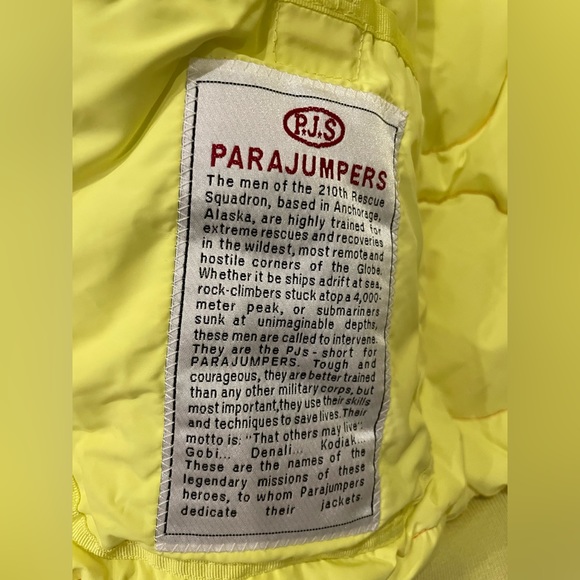 P.J.S
PARAJUMPERS
The men of the 210th Rescue
Squadron, based in Anchorage,
Alaska, are highly trained for
extreme rescues and recoveries
in the wildest, most remote and
hostile corners of the Globe.
Whether it be ships adrift at sea,
rock-climbers stuck atop a 4,000-
meter peak, or submariners
sunk at unimaginable depths,
these men are called to intervene.
They are the PJs - short for
PARAJUMPERS. Tough and
courageous, they are better trained
than any other military corps, but
most important, they use their skills
and techniques to save lives. Their
motto is: "That others may live".
Gobi... Denali... Kodiak...
These are the names of the
legendary missions of these
heroes, to whom Parajumpers
dedicate their jackets